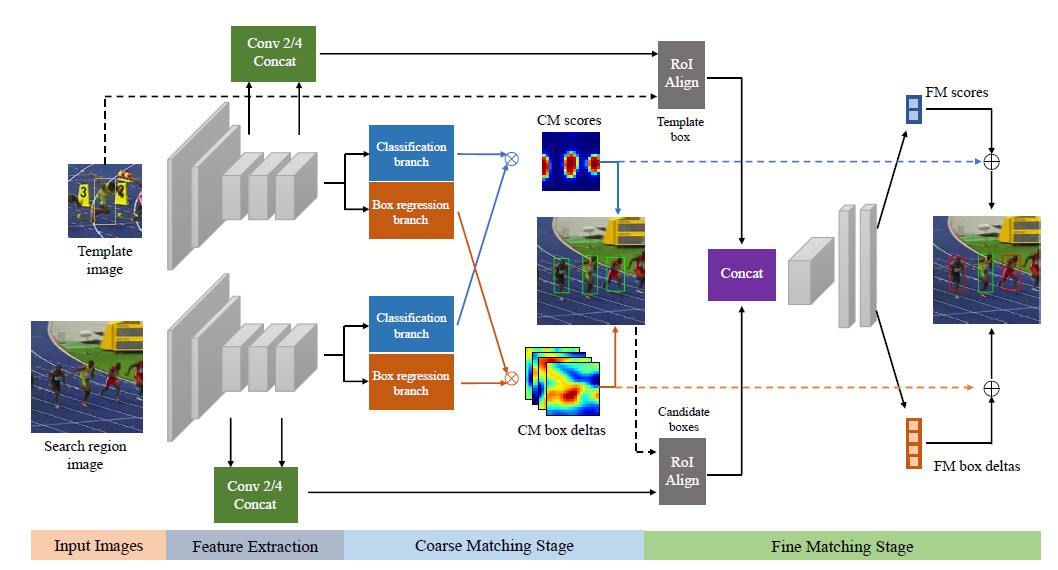 Conv 2/4
Concat
RoI
Align
Template
box
FM scores
CM scores
Classification
branch
Box regression
branch
3
Template
image
Concat
Classification
branch
Box regression
branch
Search region
image
CM box deltas
Candidate
boxes
RoI
Align
FM box deltas
Conv 2/4
Concat
Input Images
Feature Extraction
Coarse Matching Stage
Fine Matching Stage